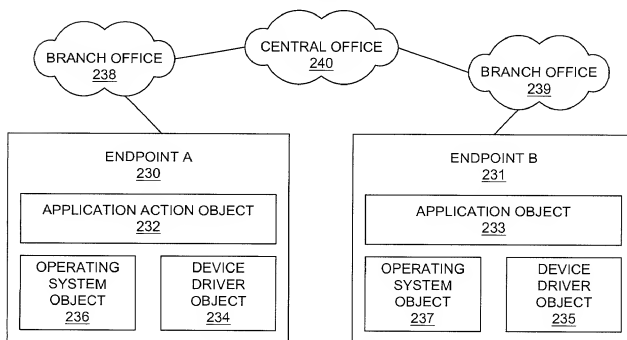 BRANCH OFFICE
238
CENTRAL OFFICE
240
BRANCH OFFICE
239
ENDPOINT A
230
APPLICATION ACTION OBJECT
232
OPERATING
SYSTEM
OBJECT
236
DEVICE
DRIVER
OBJECT
234
ENDPOINT B
231
APPLICATION OBJECT
233
OPERATING
SYSTEM
OBJECT
237
DEVICE
DRIVER
OBJECT
235